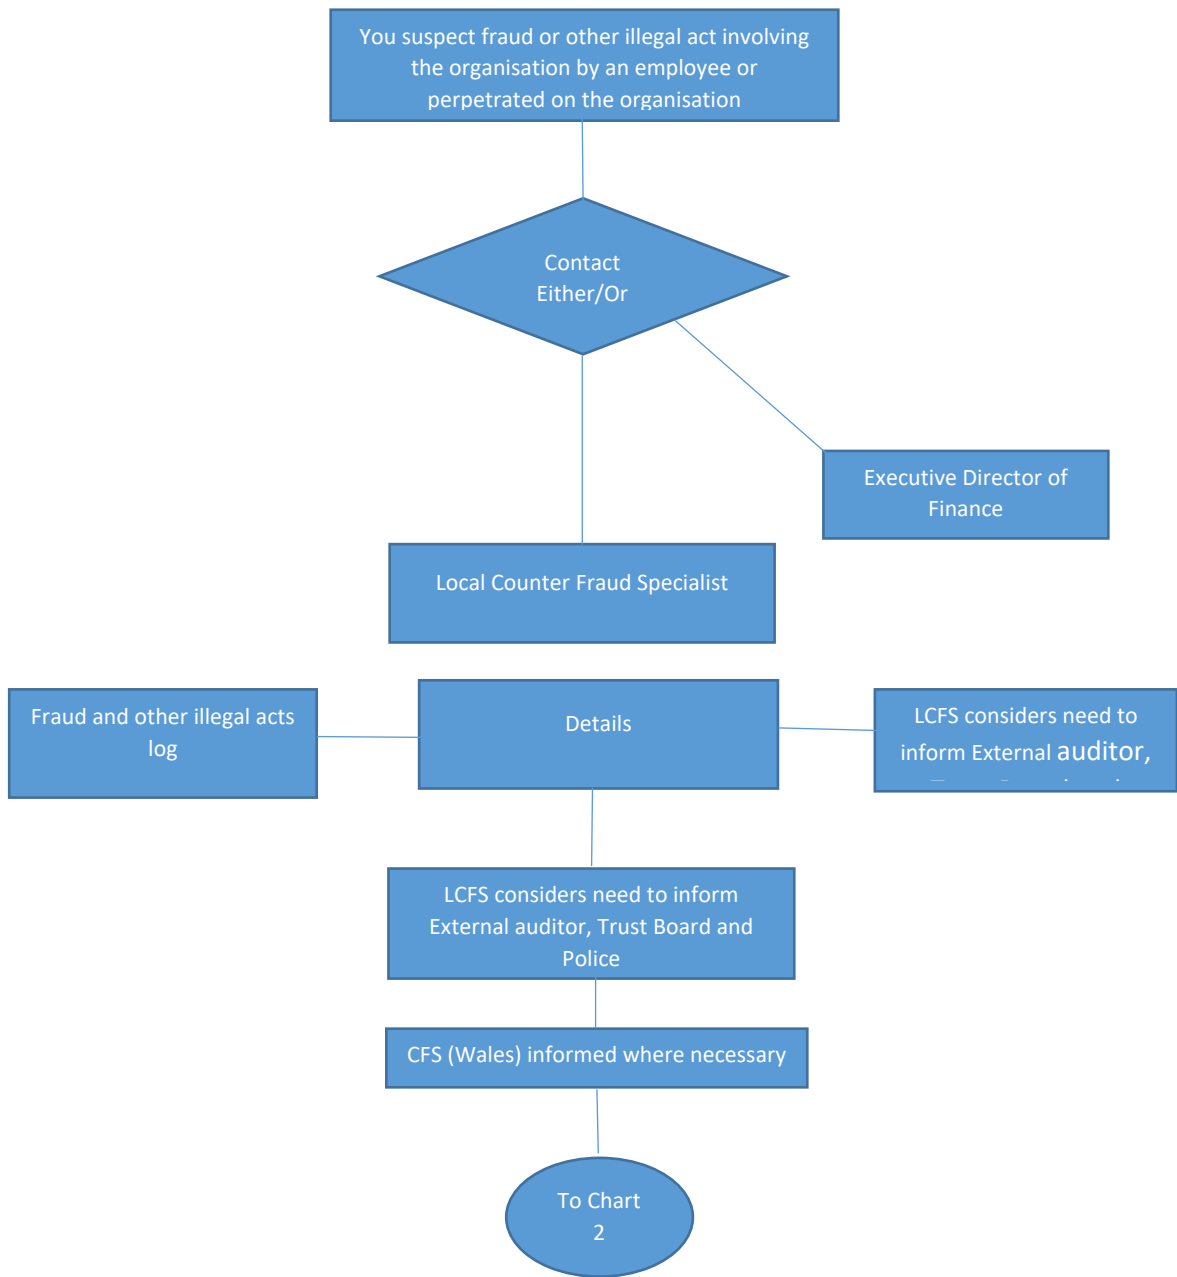 You suspect fraud or other illegal act involving
the organisation by an employee or
perpetrated on the organisation
Contact
Either/Or
Executive Director of
Finance
Local Counter Fraud Specialist
Fraud and other illegal acts
log
Details
LCFS considers need to
inform External auditor,
LCFS considers need to inform
External auditor, Trust Board and
Police
CFS (Wales) informed where necessary
To Chart
2